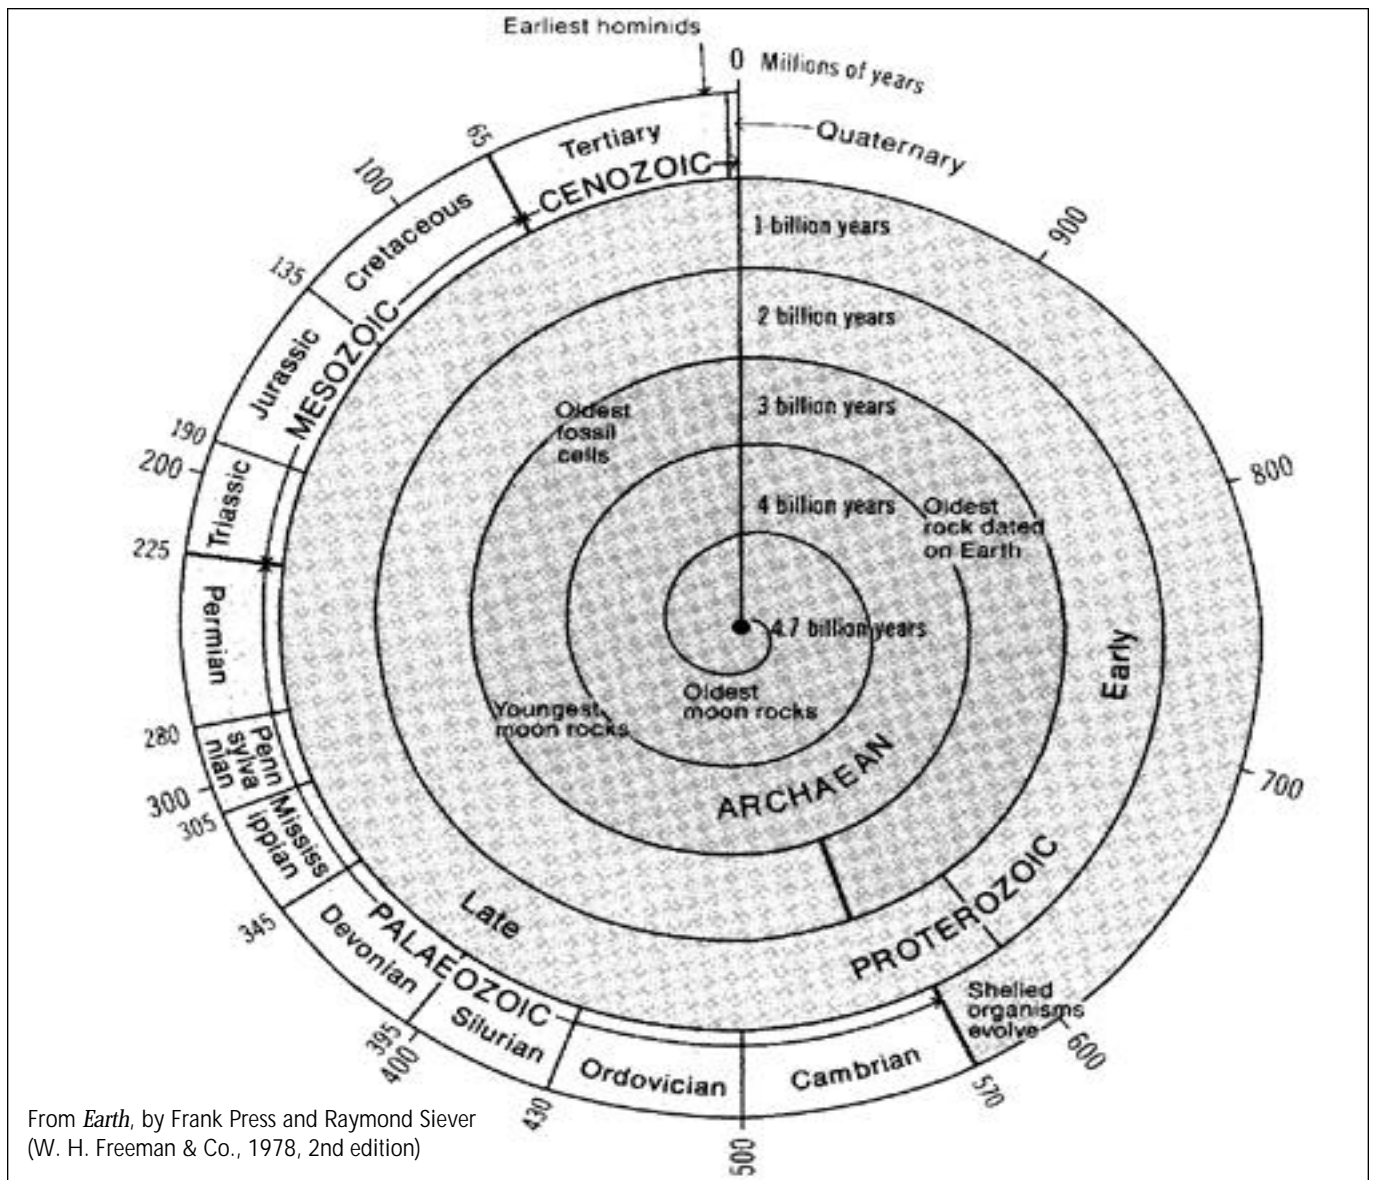 Earliest hominids
0 Millions of years
Quaternary
Tertiary
CENOZOIC
65
100
Cretaceous
135
MESOZOIC
Jurassic
190
200
Triassic
225
Permian
280
Penn
sylva
nian
300
305
Mississ
ippian
345
Devonian
PALAEOZOIC
395
400
Silurian
430
Ordovician
500
Cambrian
570
600
700
800
900
1 billion years
2 billion years
3 billion years
4 billion years
4.7 billion years
Oldest
fossil
cells
Oldest
rock dated
on Earth
Oldest
moon rocks
Youngest
moon rocks
ARCHAEAN
Early
PROTEROZOIC
Late
Shelled
organisms
evolve
From Earth, by Frank Press and Raymond Siever
(W. H. Freeman & Co., 1978, 2nd edition)